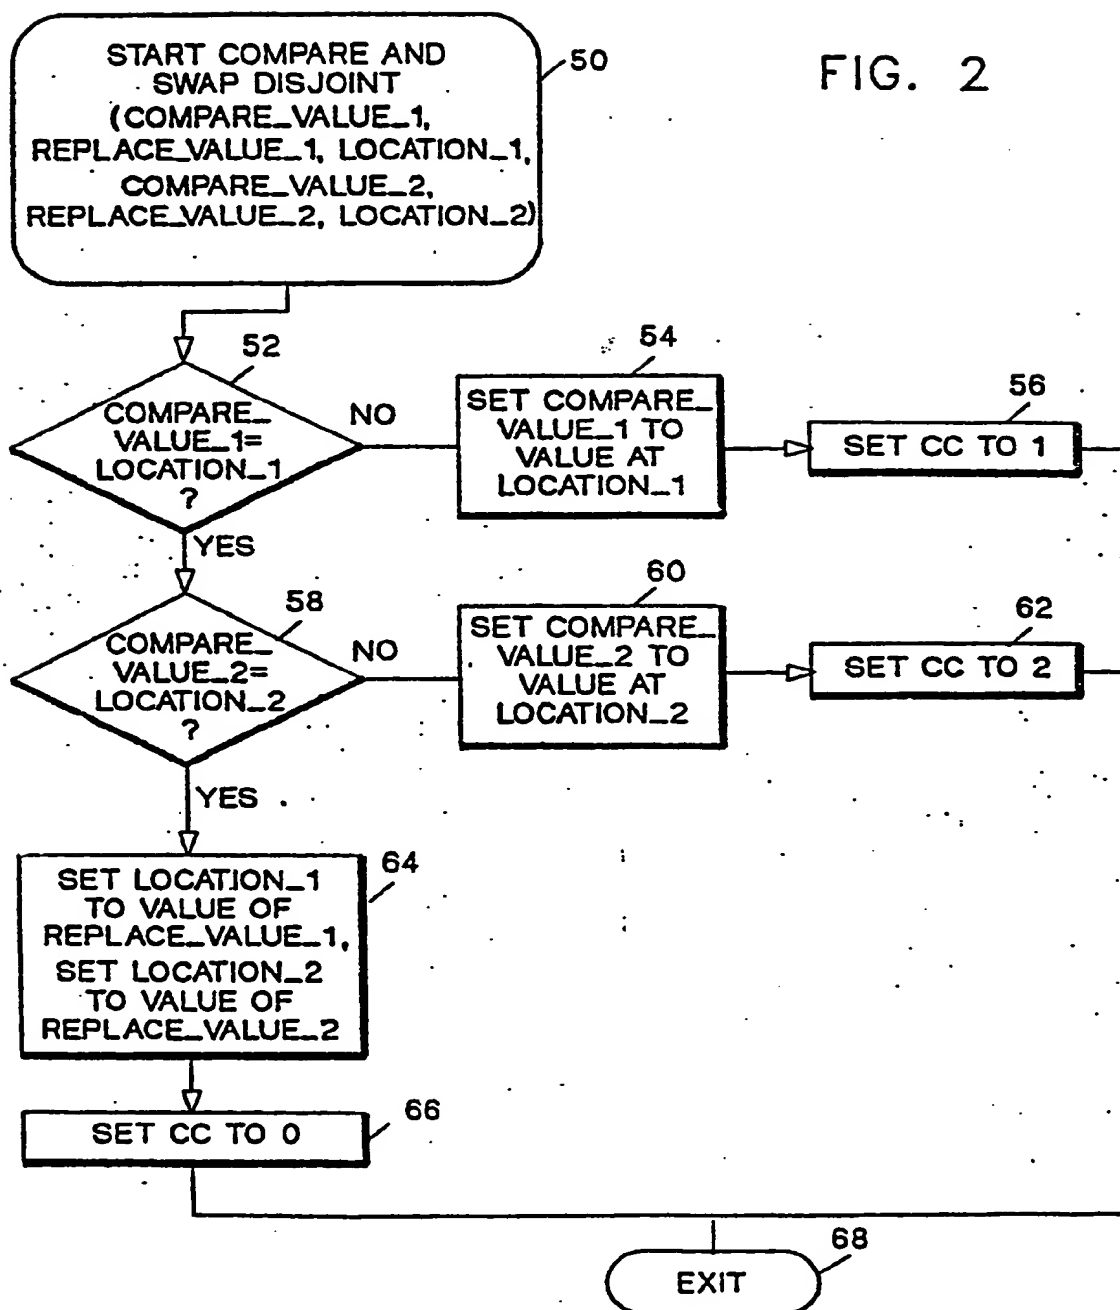 START COMPARE AND
SWAP DISJOINT
(COMPARE_VALUE_1,
REPLACE_VALUE_1, LOCATION_1,
COMPARE_VALUE_2,
REPLACE_VALUE_2, LOCATION_2)
50
FIG. 2
52
COMPARE_
VALUE_1=
LOCATION_1
?
NO
54
SET COMPARE_
VALUE_1 TO
VALUE AT
LOCATION_1
56
SET CC TO 1
YES
58
COMPARE_
VALUE_2=
LOCATION_2
?
NO
60
SET COMPARE_
VALUE_2 TO
VALUE AT
LOCATION_2
62
SET CC TO 2
YES
64
SET LOCATION_1
TO VALUE OF
REPLACE_VALUE_1,
SET LOCATION_2
TO VALUE OF
REPLACE_VALUE_2
66
SET CC TO 0
68
EXIT